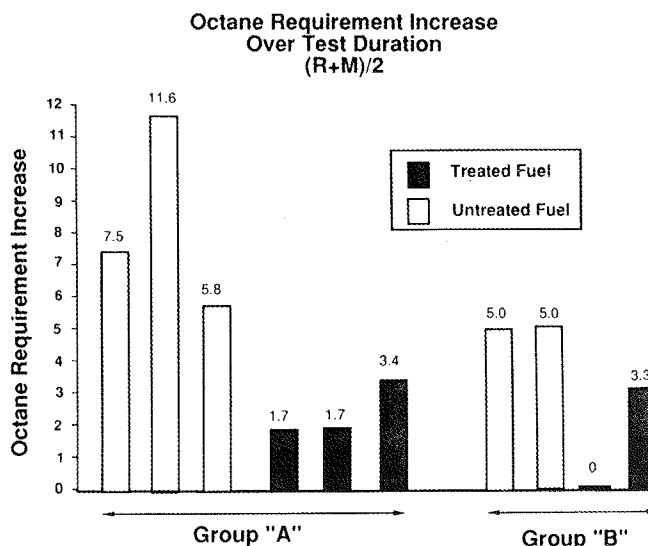 Octane Requirement Increase
Over Test Duration
(R+M)/2
Octane Requirement Increase
12
11
10
9
8
7
6
5
4
3
2
1
0
7.5
11.6
5.8
1.7
1.7
3.4
5.0
5.0
0
3.3
Treated Fuel
Untreated Fuel
Group "A"
Group "B"